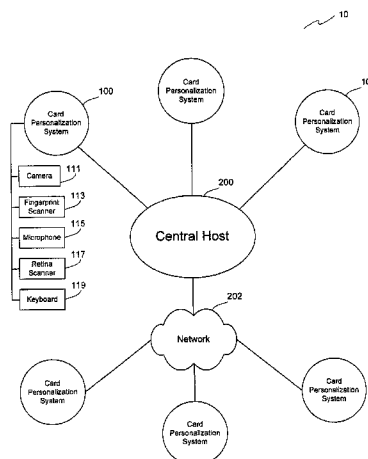 10
100
Card
Personalization
System
Card
Personalization
System
10
Card
Personalization
System
Camera
111
Fingerprint
Scanner
113
Microphone
115
Retina
Scanner
117
Keyboard
119
200
Central Host
202
Network
Card
Personalization
System
Card
Personalization
System
Card
Personalization
System